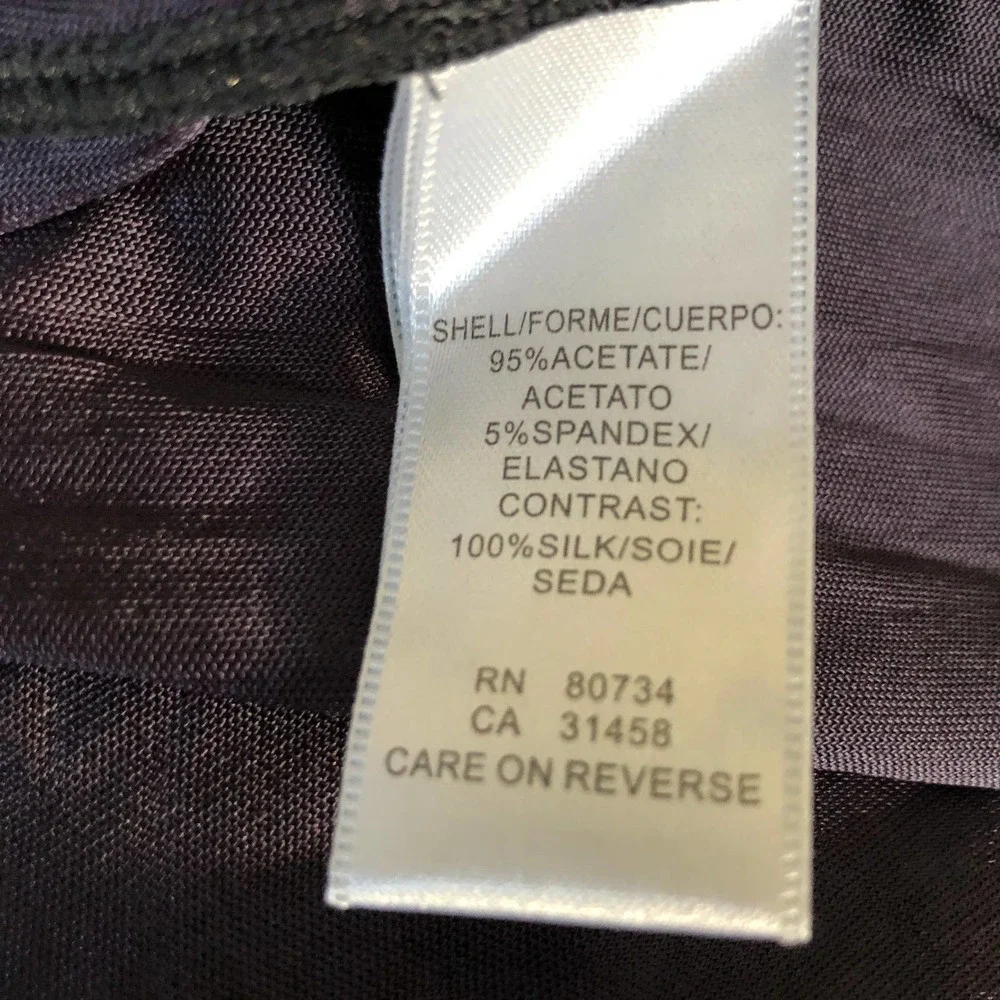 SHELL/FORME/CUERPO:
95%ACETATE/
ACETATO
5%SPANDEX/
ELASTANO
CONTRAST:
100%SILK/SOIE/
SEDA
RN 80734
CA 31458
CARE ON REVERSE